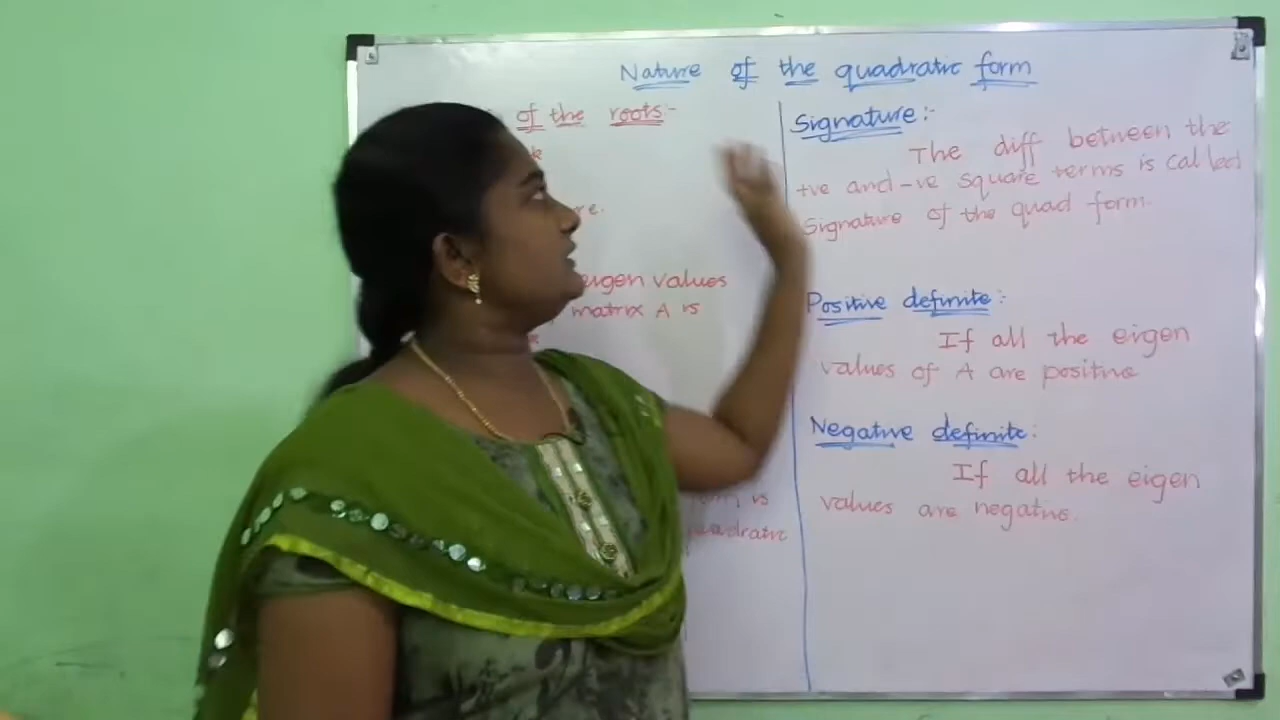 Nature of the quadratic form
of the roots:-
eigen values
matrix A is
is
quadratic
Signature:-
The diff between the
+ve and -ve square terms is called
Signature of the quad form.
Positive definite:
If all the eigen
values of A are positive
Negative definite:
If all the eigen
values are negative.